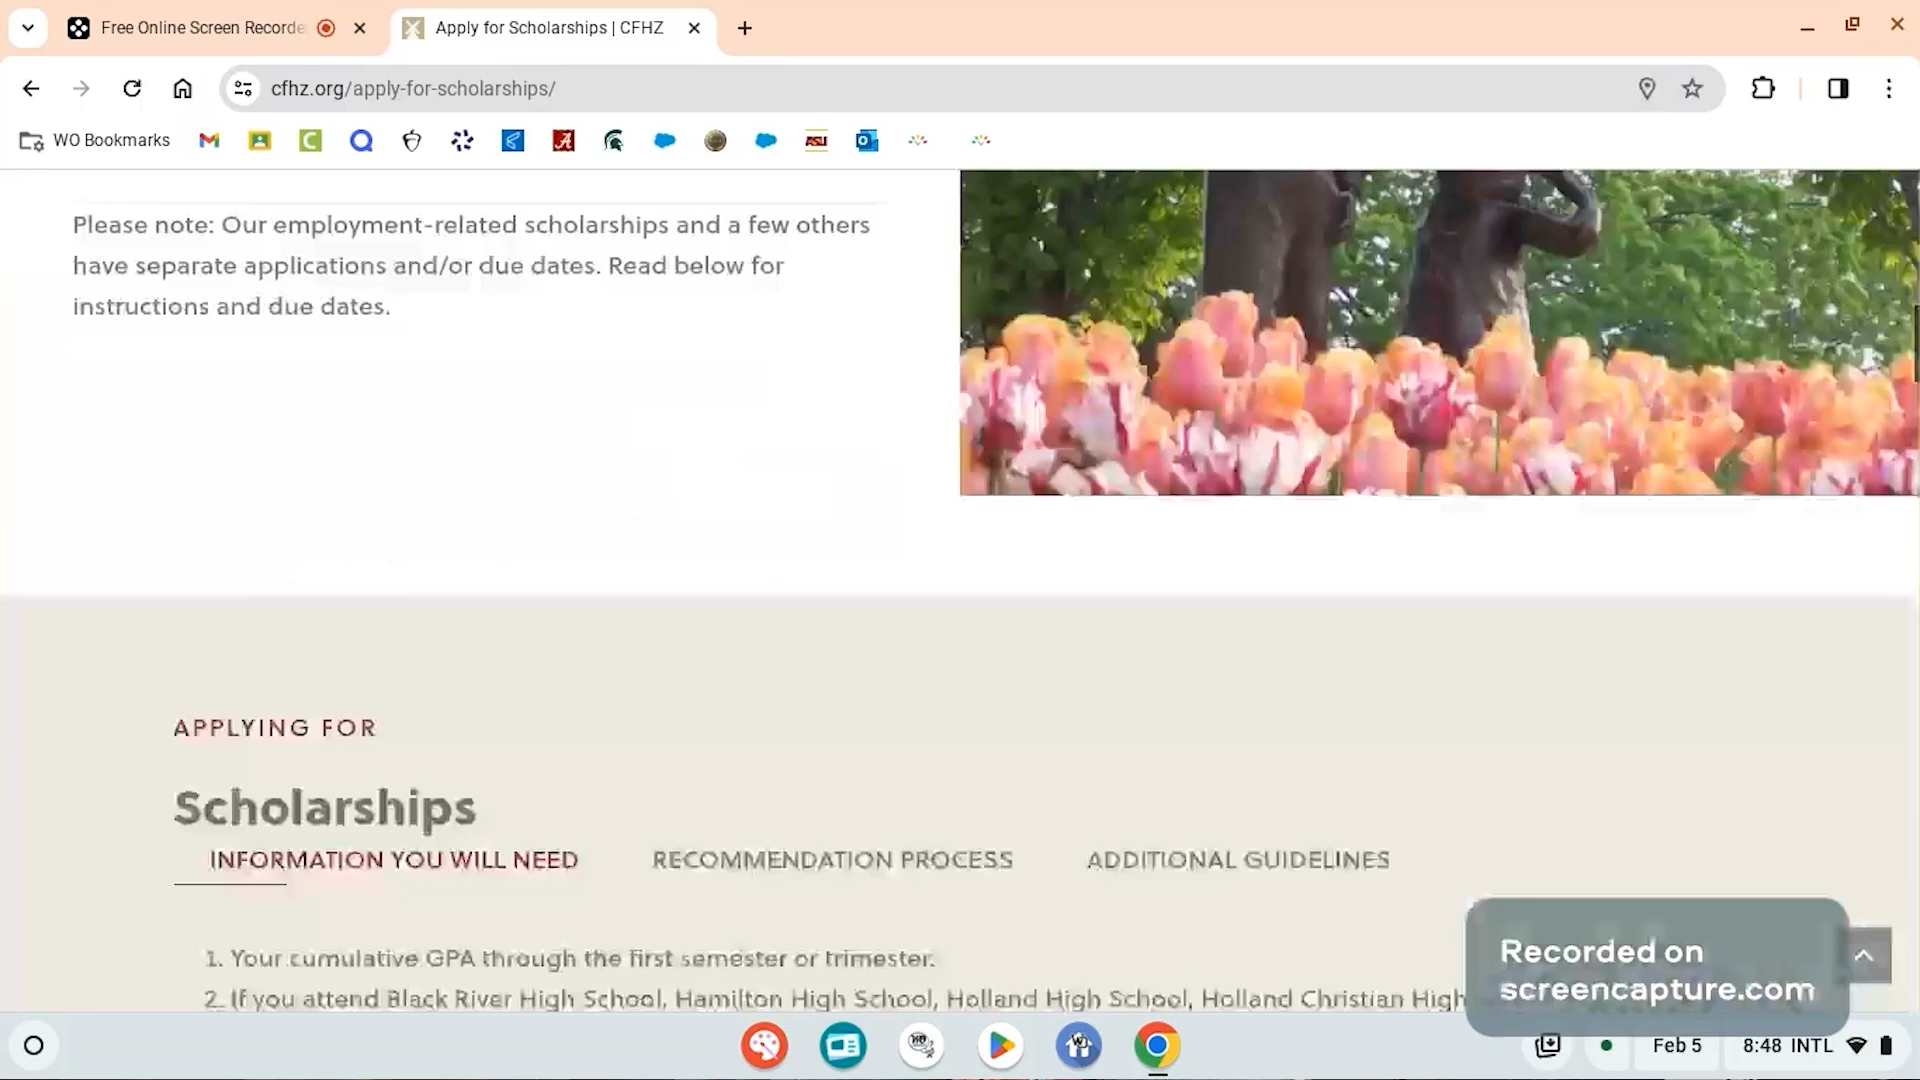 Free Online Screen Recorde
Apply for Scholarships | CFHZ
cfhz.org/apply-for-scholarships/
WO Bookmarks
ASU
Please note: Our employment-related scholarships and a few others
have separate applications and/or due dates. Read below for
instructions and due dates.
APPLYING FOR
Scholarships
INFORMATION YOU WILL NEED
RECOMMENDATION PROCESS
ADDITIONAL GUIDELINES
1. Your cumulative GPA through the first semester or trimester.
2. If you attend Black River High School, Hamilton High School, Holland High School, Holland Christian High
Recorded on
screencapture.com
Feb 5
8:48 INTL